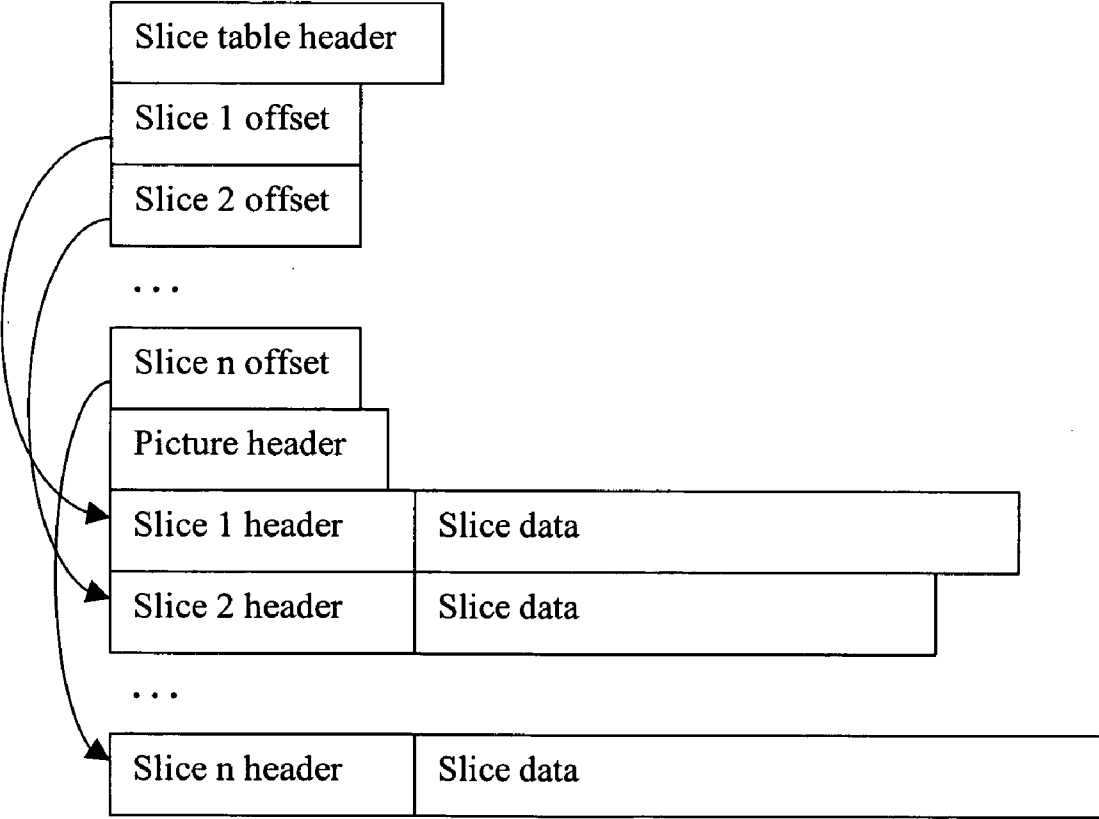 Slice table header
Slice 1 offset
Slice 2 offset
...
Slice n offset
Picture header
Slice 1 header Slice data
Slice 2 header Slice data
...
Slice n header Slice data